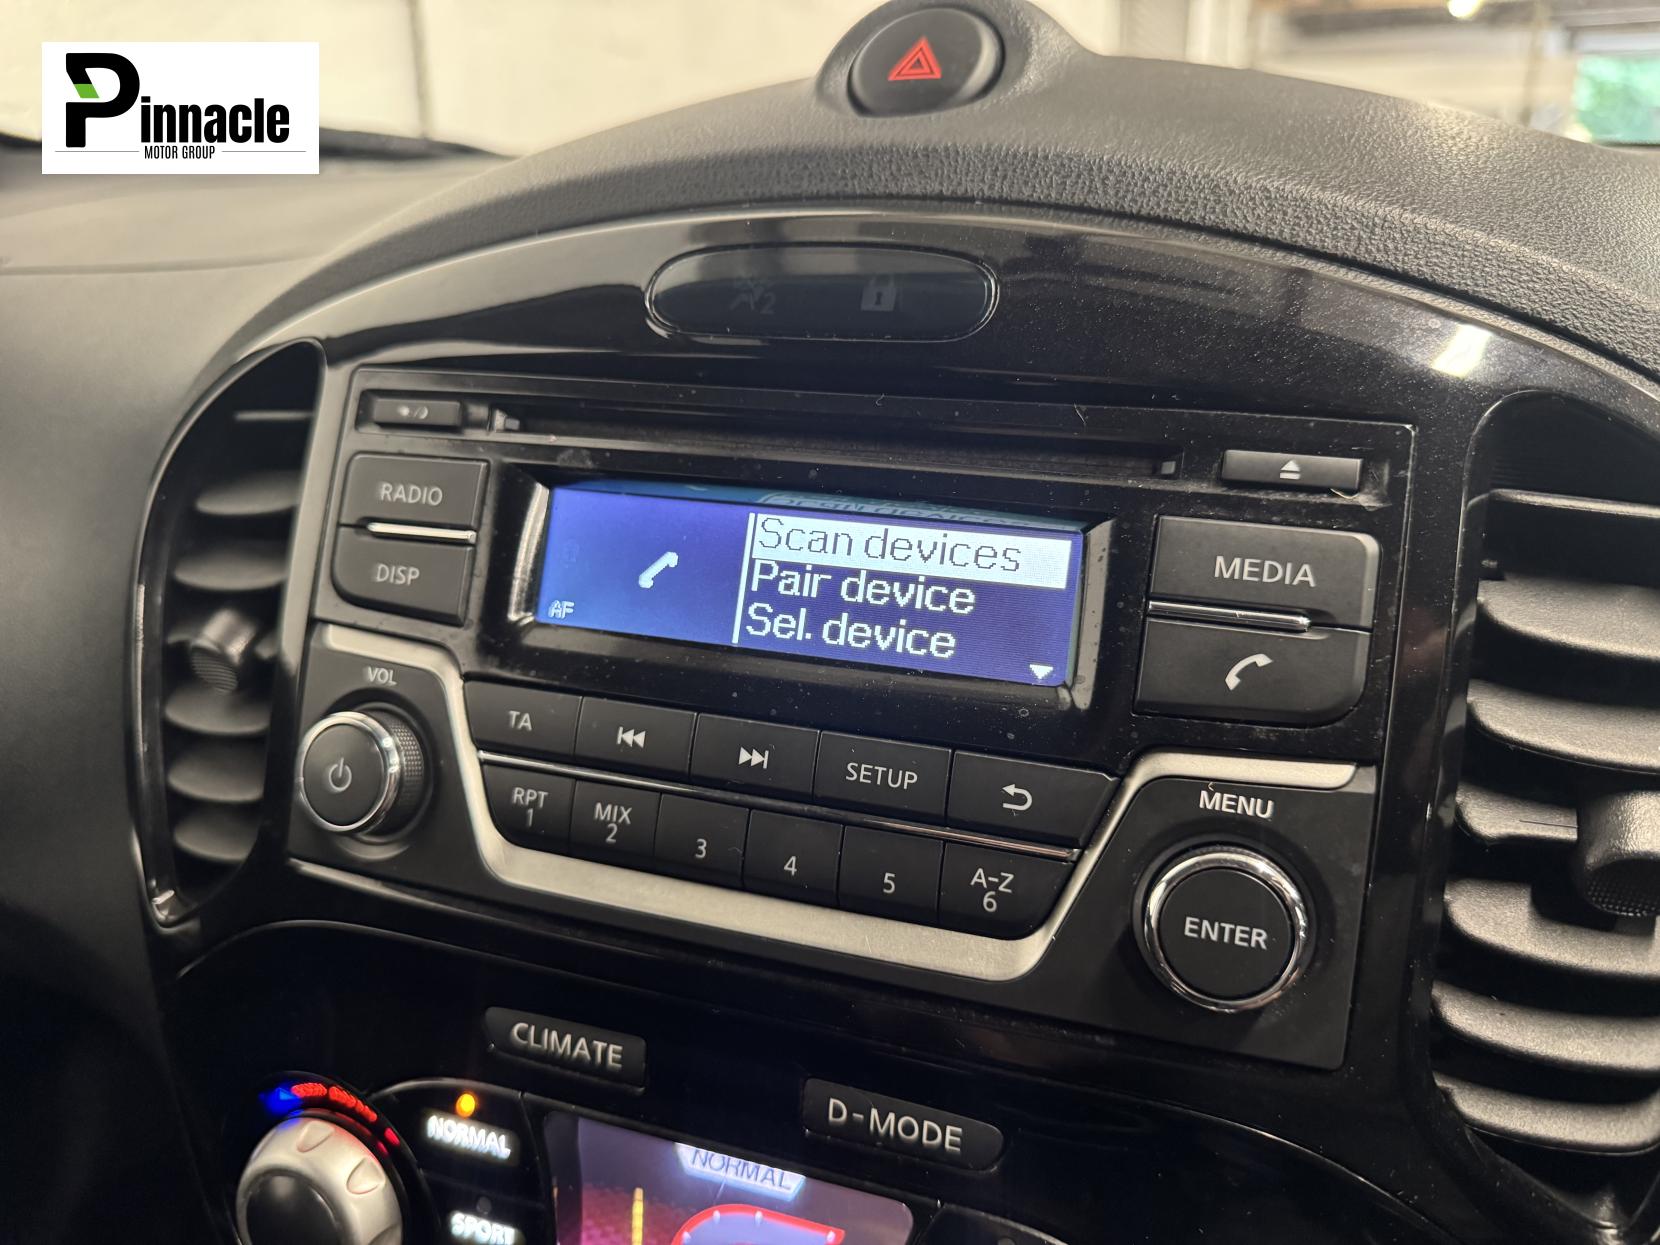 Pinnacle
MOTOR GROUP
2
RADIO
DISP
AF
Scan devices
Pair device
Sel. device
MEDIA
VOL
TA
SETUP
MENU
RPT
1
MIX
2
3
4
5
A-Z
6
ENTER
CLIMATE
D-MODE
NORMAL
NORMAL
SPORT